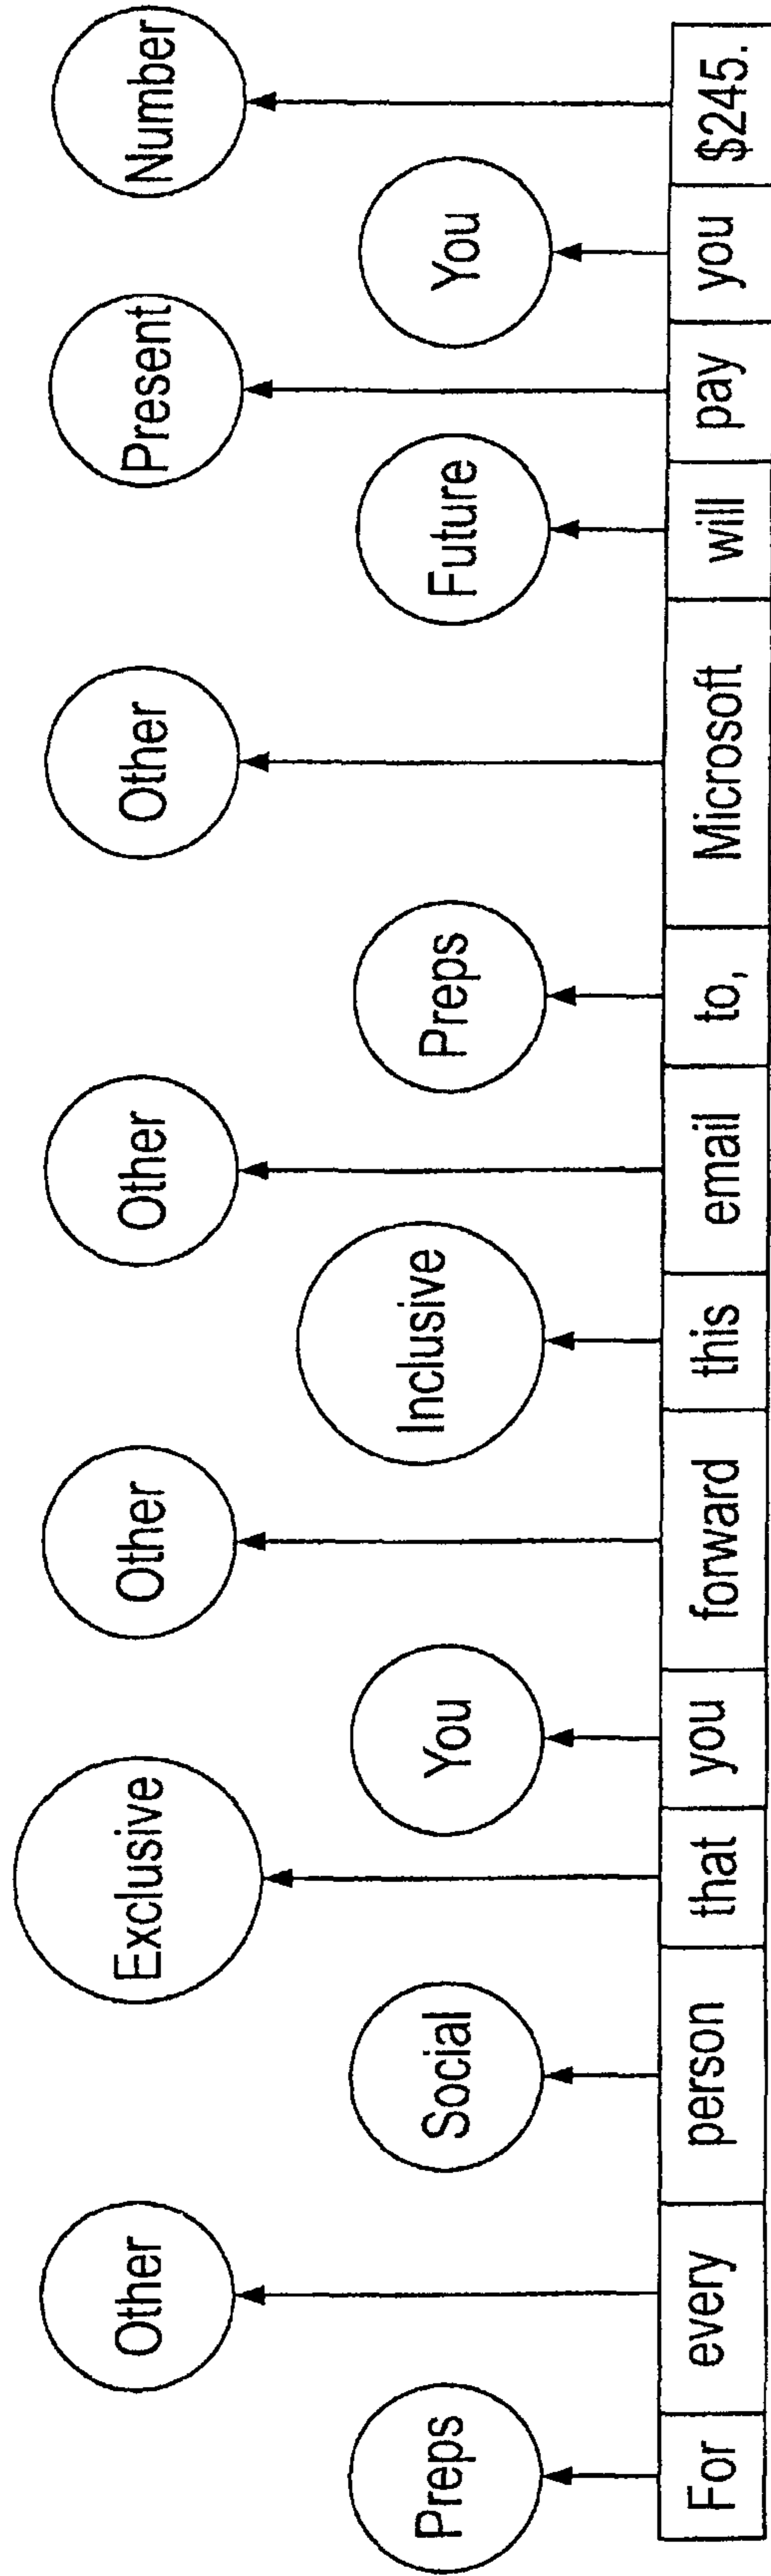 Other Exclusive Other Other Other Present Number
Preps Social You Inclusive Preps Future You
For every person that you forward this email to, Microsoft will pay you $245.